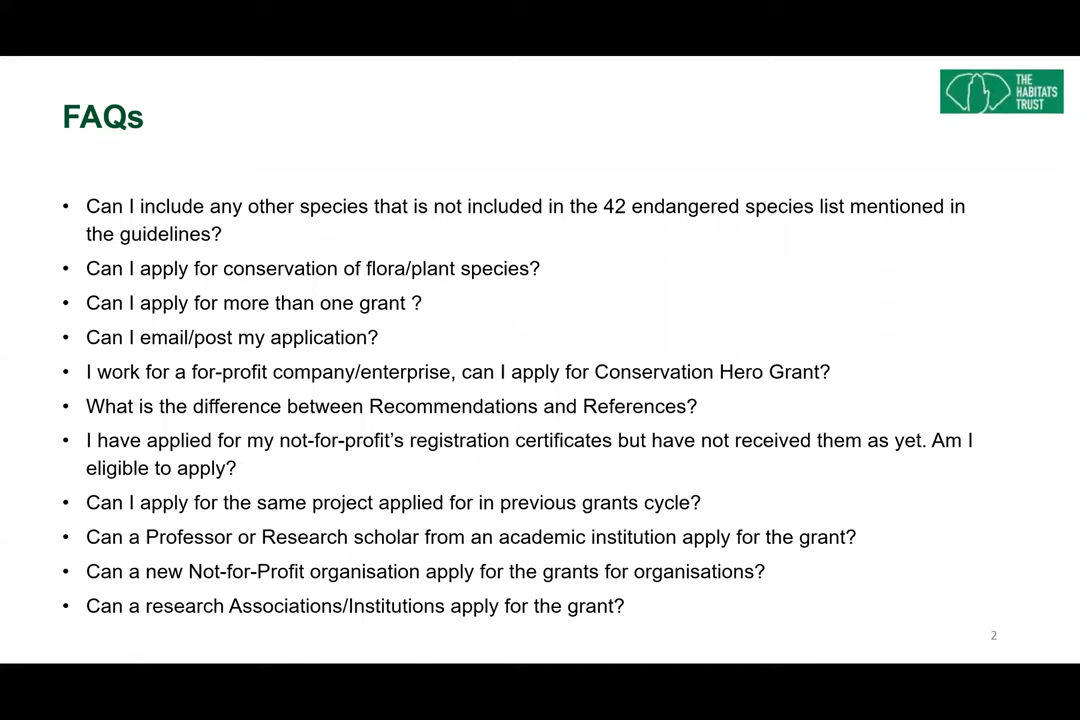 THE
HABITATS
TRUST
FAQs
• Can I include any other species that is not included in the 42 endangered species list mentioned in
the guidelines?
• Can I apply for conservation of flora/plant species?
• Can I apply for more than one grant ?
• Can I email/post my application?
• I work for a for-profit company/enterprise, can I apply for Conservation Hero Grant?
• What is the difference between Recommendations and References?
• I have applied for my not-for-profit’s registration certificates but have not received them as yet. Am I
eligible to apply?
• Can I apply for the same project applied for in previous grants cycle?
• Can a Professor or Research scholar from an academic institution apply for the grant?
• Can a new Not-for-Profit organisation apply for the grants for organisations?
• Can a research Associations/Institutions apply for the grant?
2